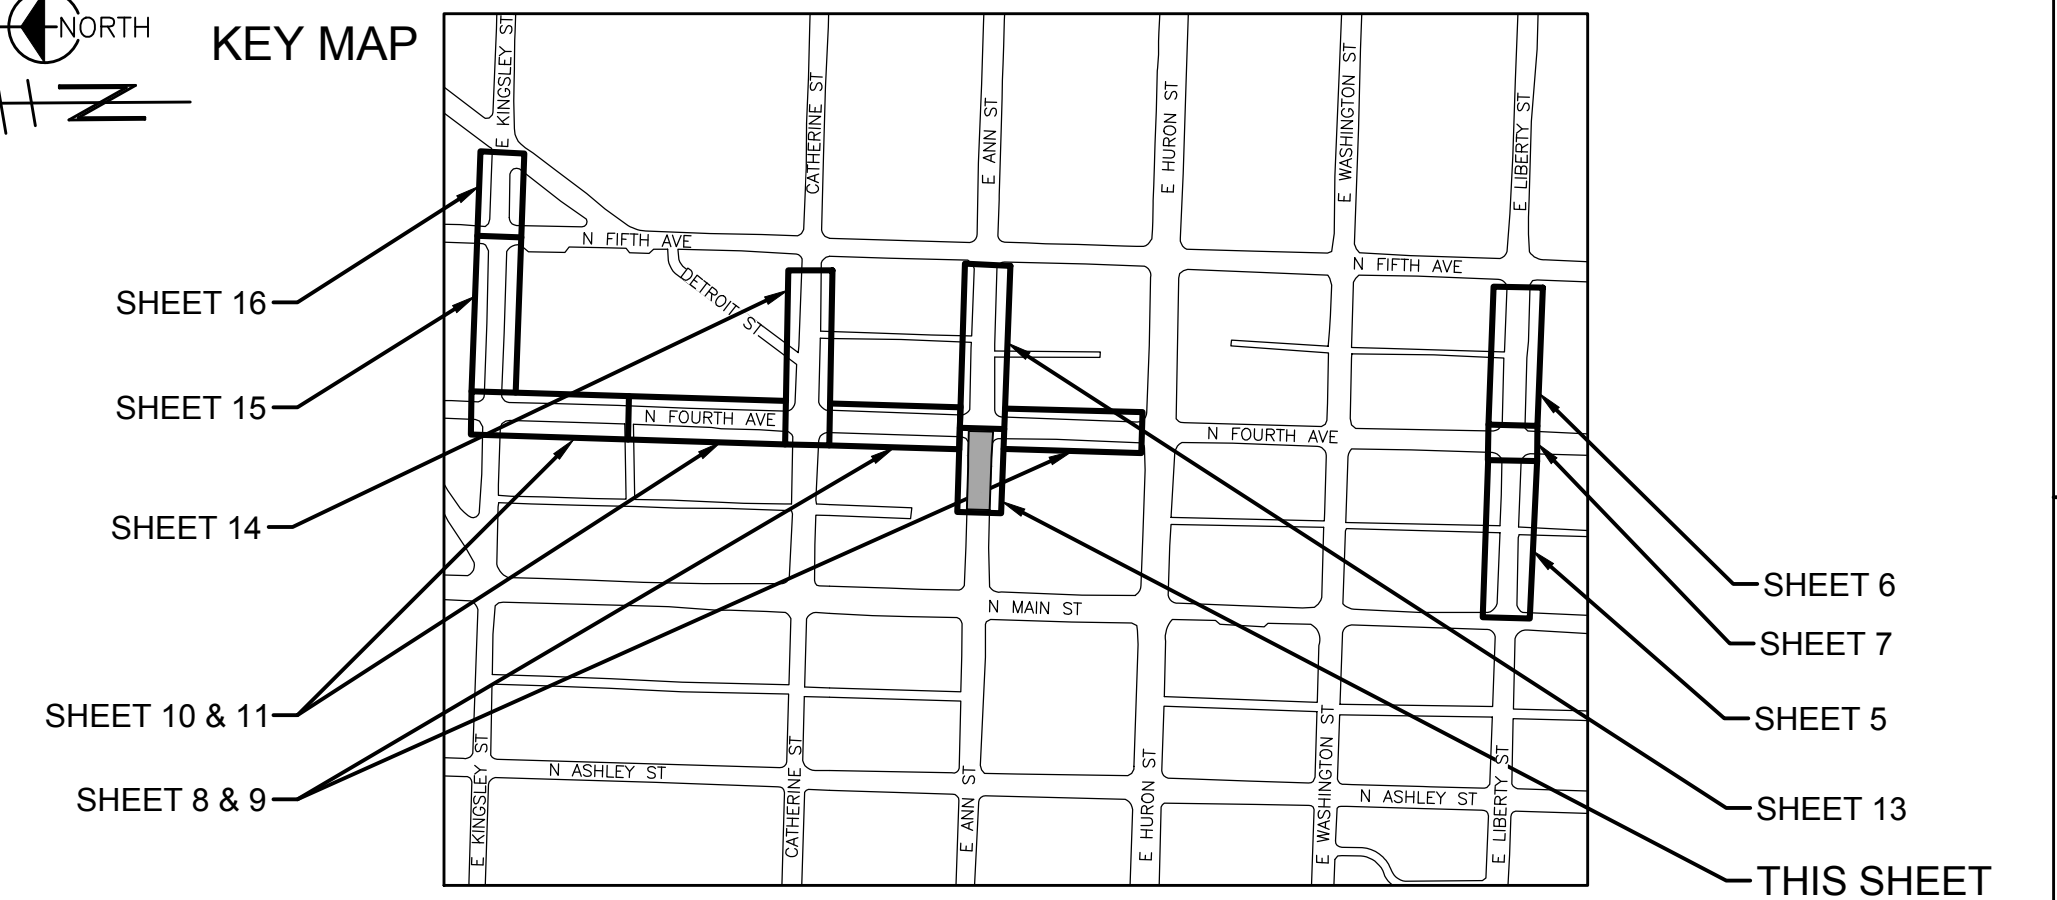 NORTH
KEY MAP
E KINGSLEY ST
CATHERINE ST
E ANN ST
E HURON ST
E WASHINGTON ST
E LIBERTY ST
N FIFTH AVE
N FIFTH AVE
DETROIT ST
SHEET 16
SHEET 15
N FOURTH AVE
N FOURTH AVE
SHEET 14
SHEET 6
N MAIN ST
SHEET 7
SHEET 10 & 11
SHEET 5
N ASHLEY ST
N ASHLEY ST
SHEET 8 & 9
SHEET 13
E KINGSLEY ST
CATHERINE ST
E ANN ST
E HURON ST
E WASHINGTON ST
E LIBERTY ST
THIS SHEET